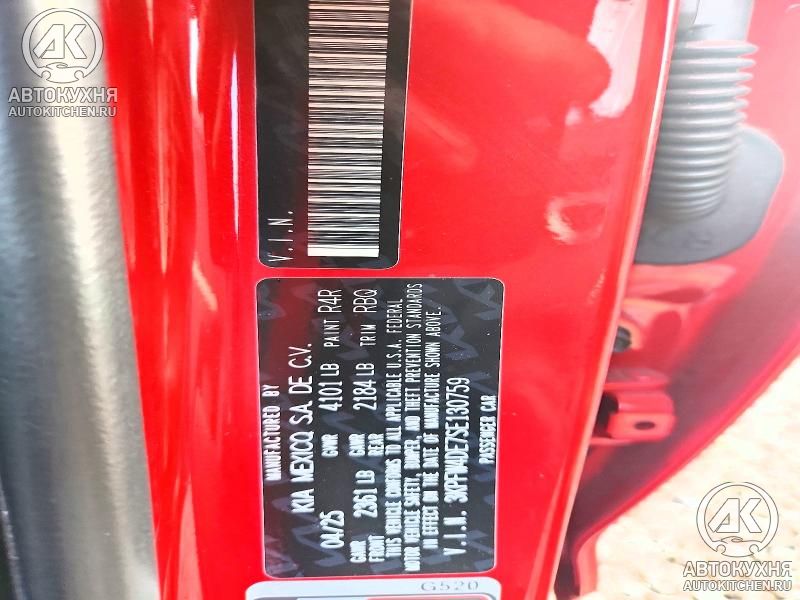 AK
АВТОКУХНЯ
AUTOKITCHEN.RU
V.I.N.
MANUFACTURED BY
KIA MEXICO S.A. DE C.V.
04/25 GVWR 4101 LB PAINT R4R
GAWR FRONT 2361 LB GAWR REAR 2184 LB TRIM RBQ
THIS VEHICLE CONFORMS TO ALL APPLICABLE U.S.A. FEDERAL
MOTOR VEHICLE SAFETY, BUMPER, AND THEFT PREVENTION STANDARDS
IN EFFECT ON THE DATE OF MANUFACTURE SHOWN ABOVE.
V.I.N. 3KPFW4DE7SE130759
PASSENGER CAR
G520
AK
АВТОКУХНЯ
AUTOKITCHEN.RU